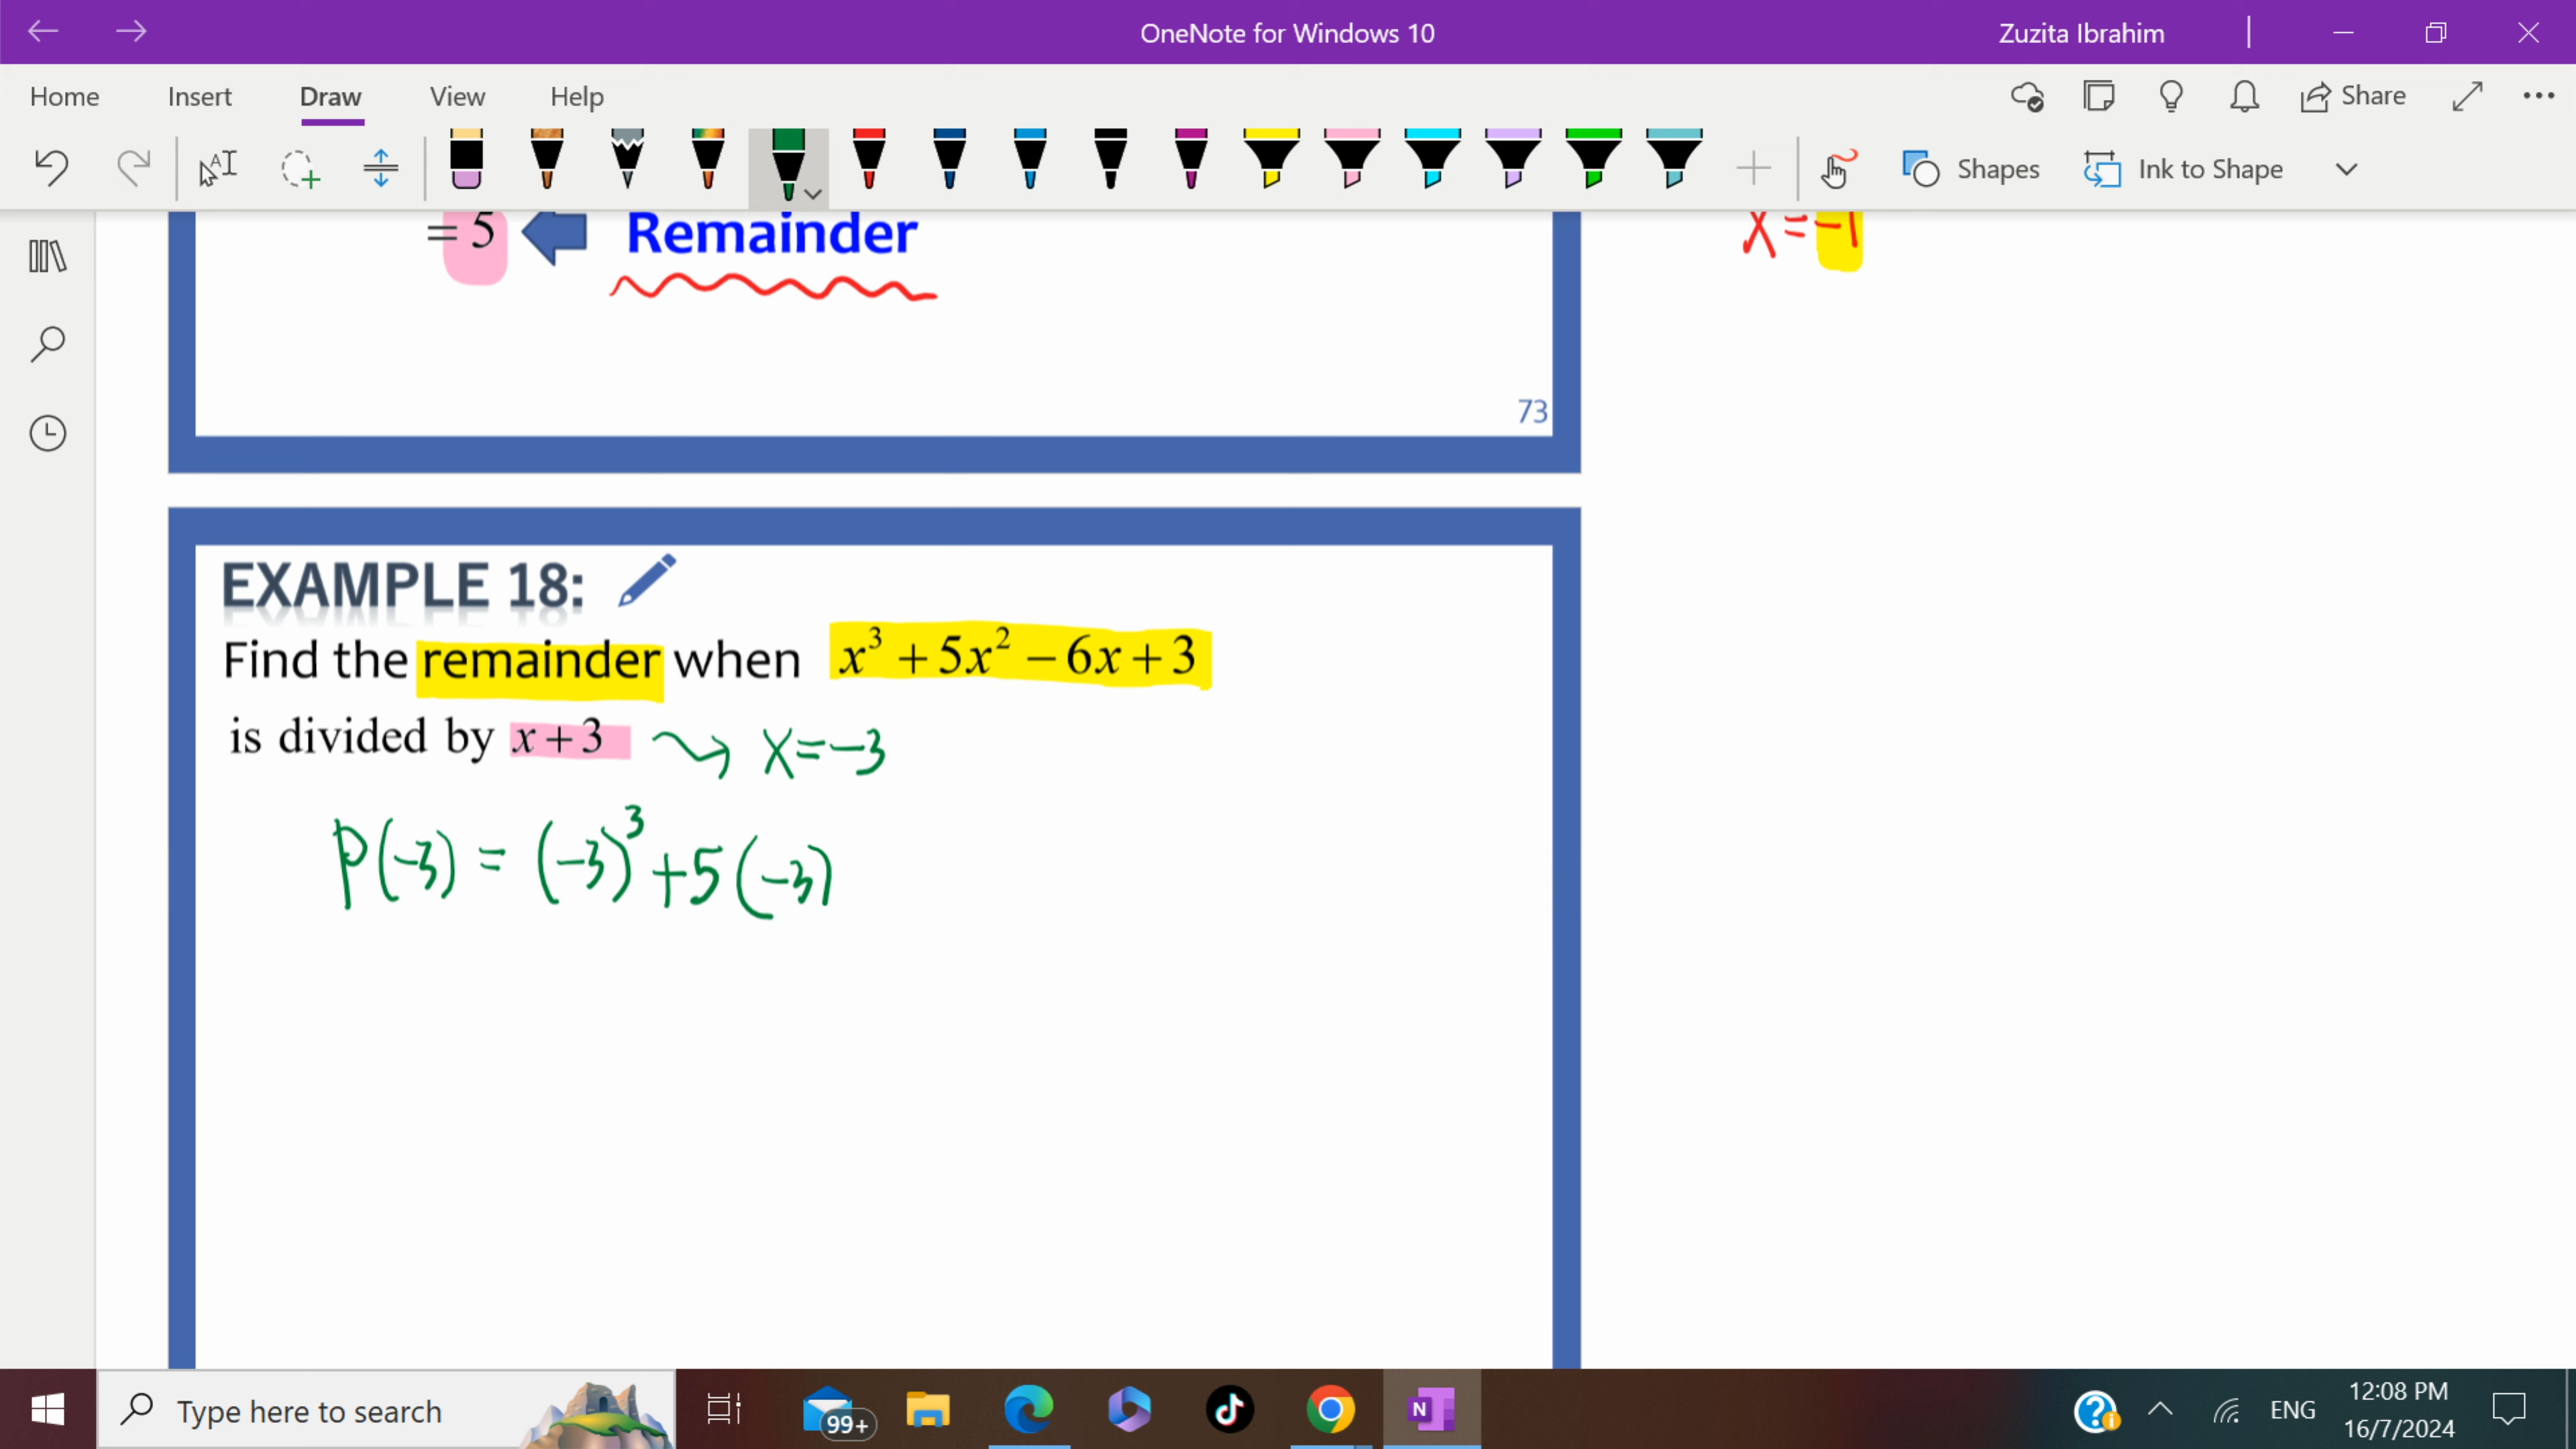 OneNote for Windows 10
Zuzita Ibrahim
Home Insert Draw View Help
Share
Shapes
Ink to Shape
= 5 Remainder
x = -1
73
EXAMPLE 18:
Find the remainder when x³ + 5x² − 6x + 3
is divided by x + 3 x = -3
P(-3) = (-3)³ + 5(-3)
Type here to search
99+
ENG
12:08 PM
16/7/2024